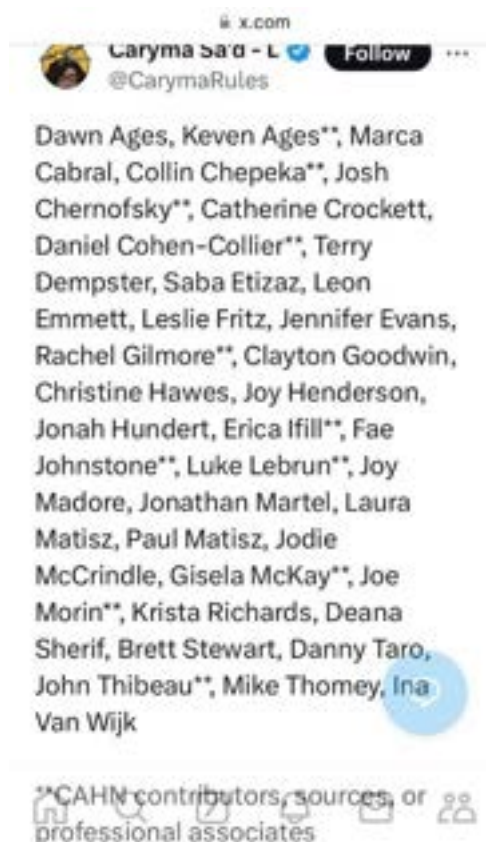 x.com
Caryma Sa'd - L Follow
@CarymaRules
Dawn Ages, Keven Ages**, Marca
Cabral, Collin Chepeka**, Josh
Chernofsky**, Catherine Crockett,
Daniel Cohen-Collier**, Terry
Dempster, Saba Etizaz, Leon
Emmett, Leslie Fritz, Jennifer Evans,
Rachel Gilmore**, Clayton Goodwin,
Christine Hawes, Joy Henderson,
Jonah Hundert, Erica Ifill**, Fae
Johnstone**, Luke Lebrun**, Joy
Madore, Jonathan Martel, Laura
Matisz, Paul Matisz, Jodie
McCrindle, Gisela McKay**, Joe
Morin**, Krista Richards, Deana
Sherif, Brett Stewart, Danny Taro,
John Thibeau**, Mike Thomey, Ina
Van Wijk
**CAHN contributors, sources, or
professional associates